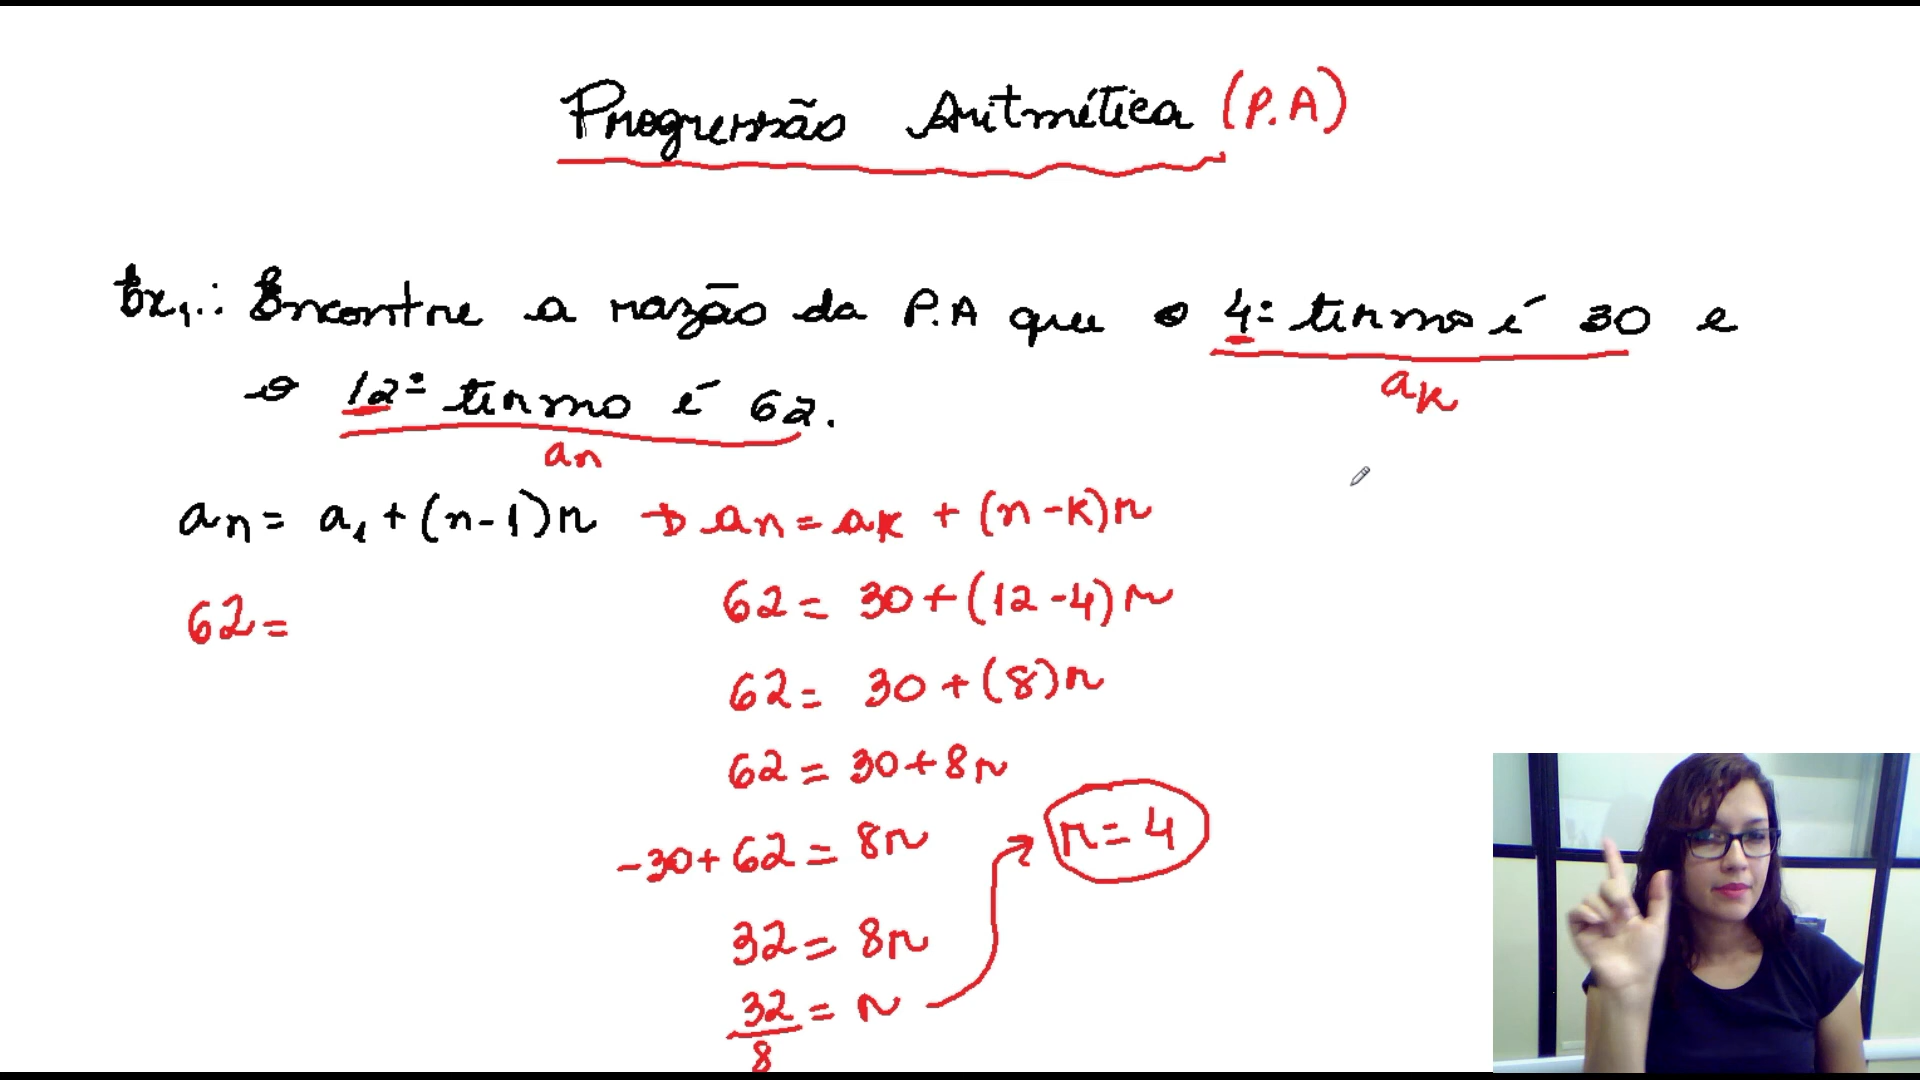 Progressão Aritmética (P.A)
Ex1.: Encontre a razão da P.A que o 4º termo é 30 e
ak
o 12º termo é 62.
an
an = a1 + (n-1)r → an = ak + (n-k)r
62 =
62 = 30 + (12-4)r
62 = 30 + (8)r
62 = 30 + 8r
-30 + 62 = 8r
r = 4
32 = 8r
32/8 = r